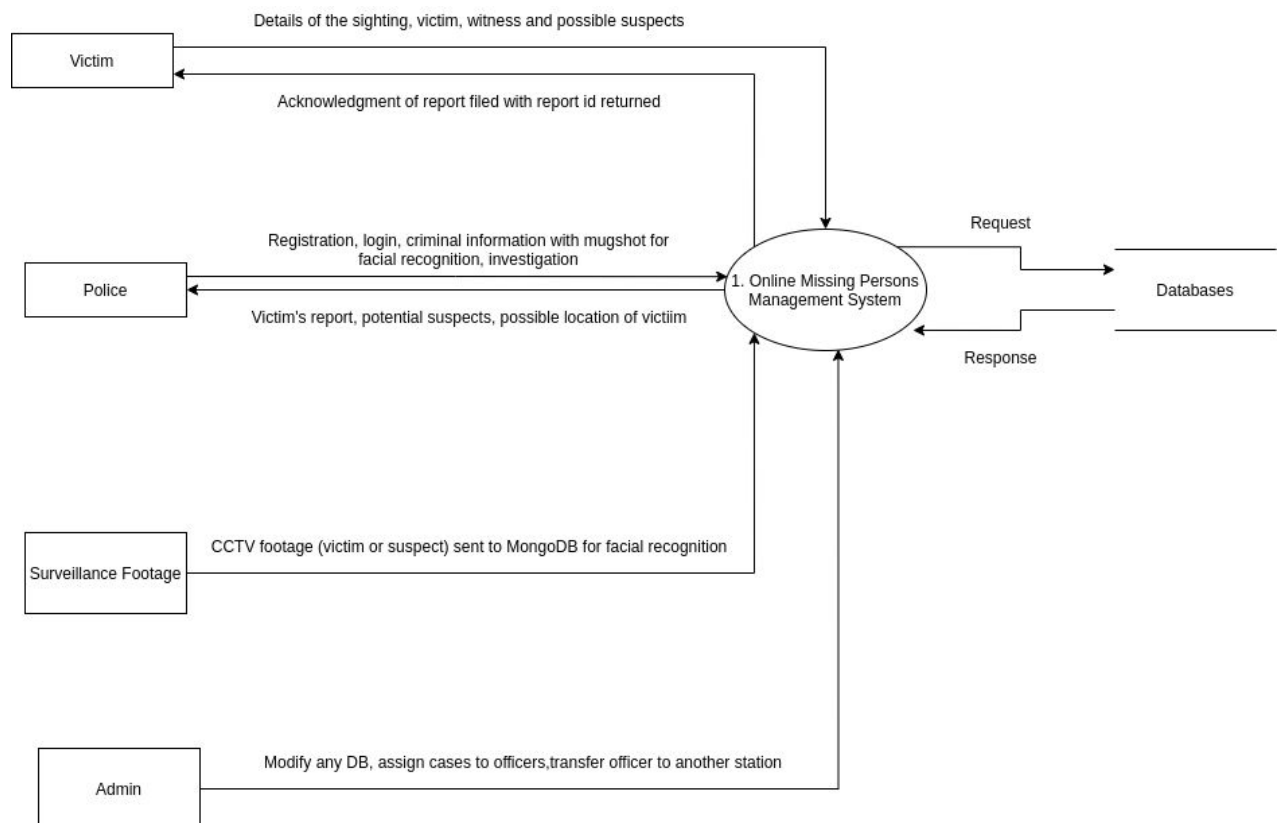 Details of the sighting, victim, witness and possible suspects
Victim
Acknowledgment of report filed with report id returned
Registration, login, criminal information with mugshot for
facial recognition, investigation
Police
Victim's report, potential suspects, possible location of victiim
1. Online Missing Persons
Management System
Request
Databases
Response
CCTV footage (victim or suspect) sent to MongoDB for facial recognition
Surveillance Footage
Modify any DB, assign cases to officers,transfer officer to another station
Admin